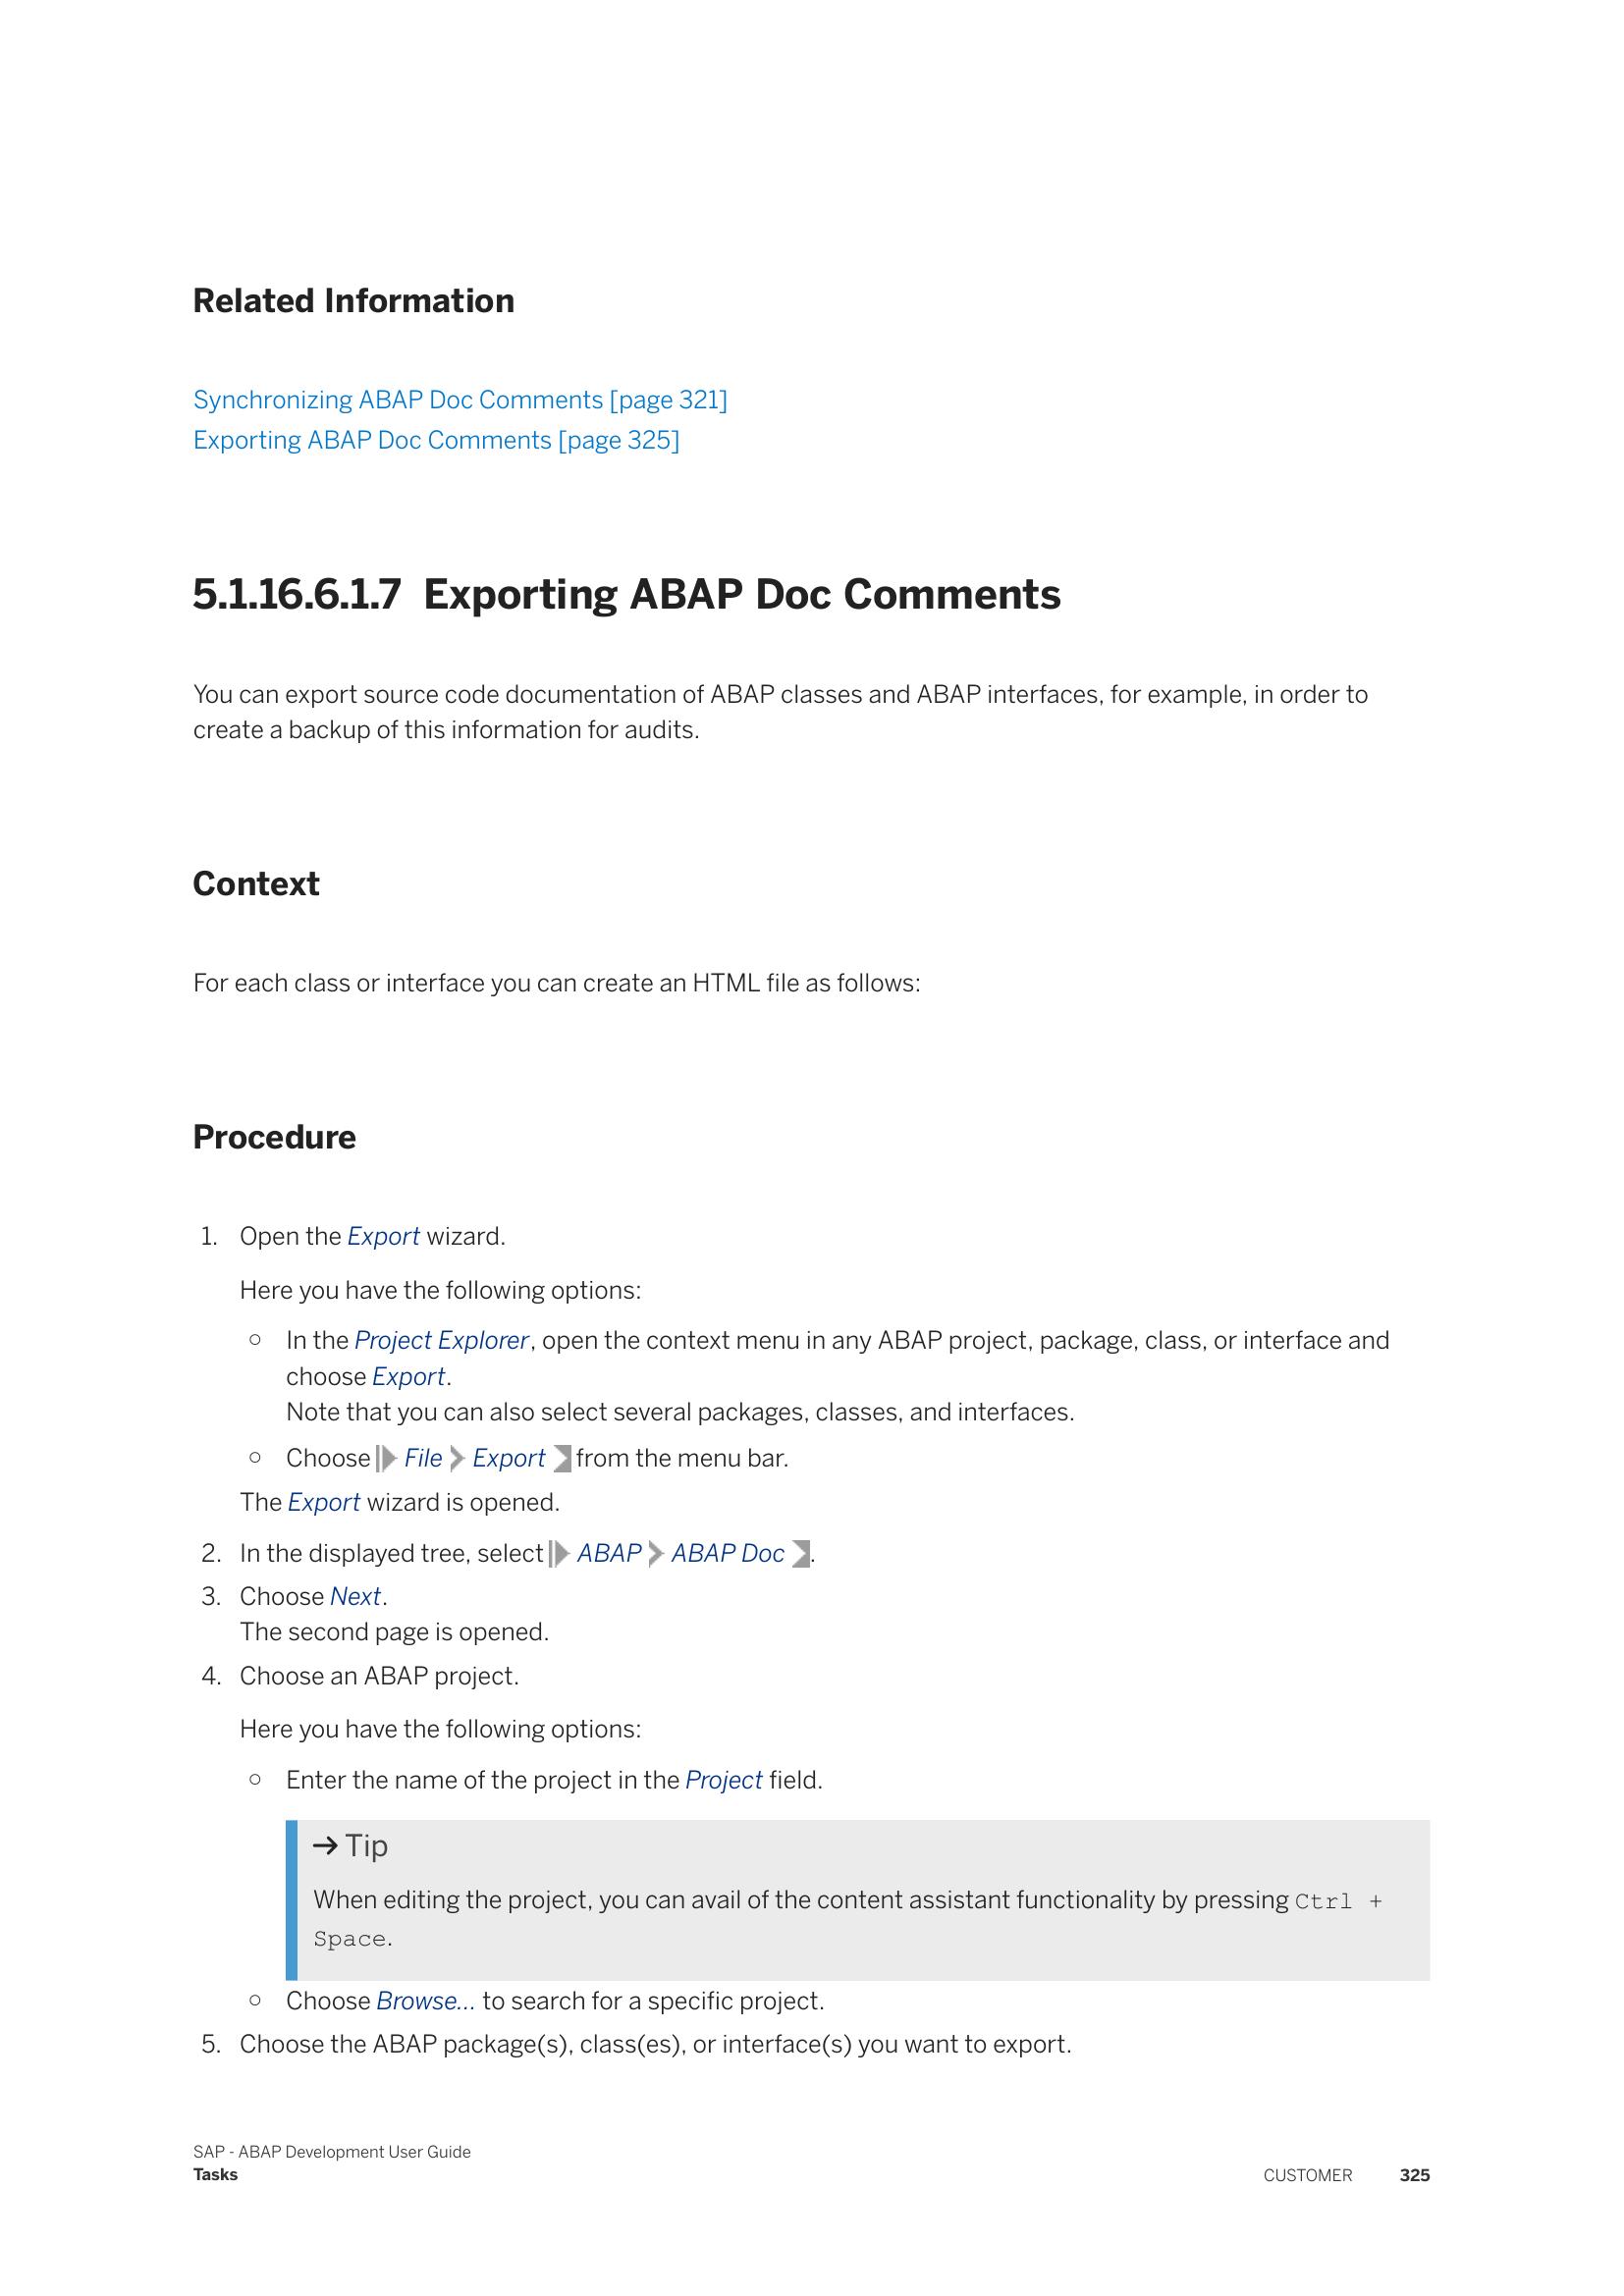 Related Information
Synchronizing ABAP Doc Comments [page 321]
Exporting ABAP Doc Comments [page 325]
5.1.16.6.1.7 Exporting ABAP Doc Comments
You can export source code documentation of ABAP classes and ABAP interfaces, for example, in order to
create a backup of this information for audits.
Context
For each class or interface you can create an HTML file as follows:
Procedure
1. Open the Export wizard.
Here you have the following options:
○ In the Project Explorer, open the context menu in any ABAP project, package, class, or interface and
choose Export.
Note that you can also select several packages, classes, and interfaces.
○ Choose File Export from the menu bar.
The Export wizard is opened.
2. In the displayed tree, select ABAP ABAP Doc .
3. Choose Next.
The second page is opened.
4. Choose an ABAP project.
Here you have the following options:
○ Enter the name of the project in the Project field.
→ Tip
When editing the project, you can avail of the content assistant functionality by pressing Ctrl +
Space.
○ Choose Browse... to search for a specific project.
5. Choose the ABAP package(s), class(es), or interface(s) you want to export.
SAP - ABAP Development User Guide
Tasks
CUSTOMER 325